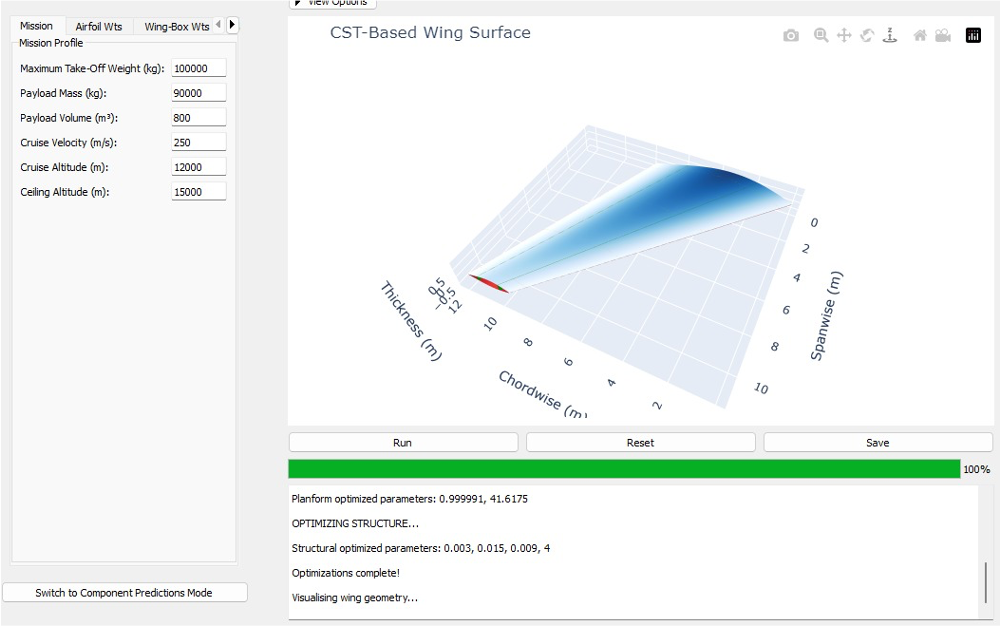 View Options
Mission
Airfoil Wts
Wing-Box Wts
Mission Profile
Maximum Take-Off Weight (kg): 100000
Payload Mass (kg): 90000
Payload Volume (m³): 800
Cruise Velocity (m/s): 250
Cruise Altitude (m): 12000
Ceiling Altitude (m): 15000
Switch to Component Predictions Mode
CST-Based Wing Surface
Thickness (m)
12
10
8
6
4
2
Chordwise (m)
0
2
4
6
8
10
Spanwise (m)
Run
Reset
Save
100%
Planform optimized parameters: 0.999991, 41.6175
OPTIMIZING STRUCTURE...
Structural optimized parameters: 0.003, 0.015, 0.009, 4
Optimizations complete!
Visualising wing geometry...